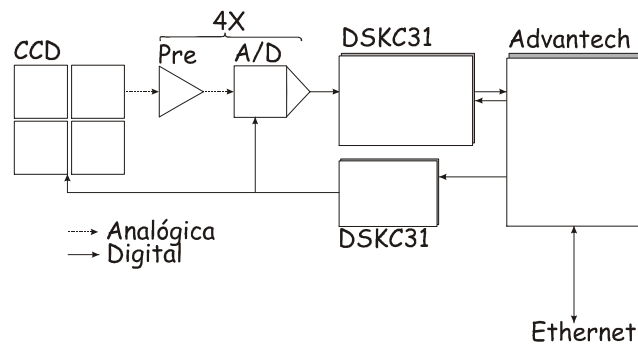 4X
CCD
Pre
A/D
DSKC31
Advantech
DSKC31
Analógica
Digital
Ethernet